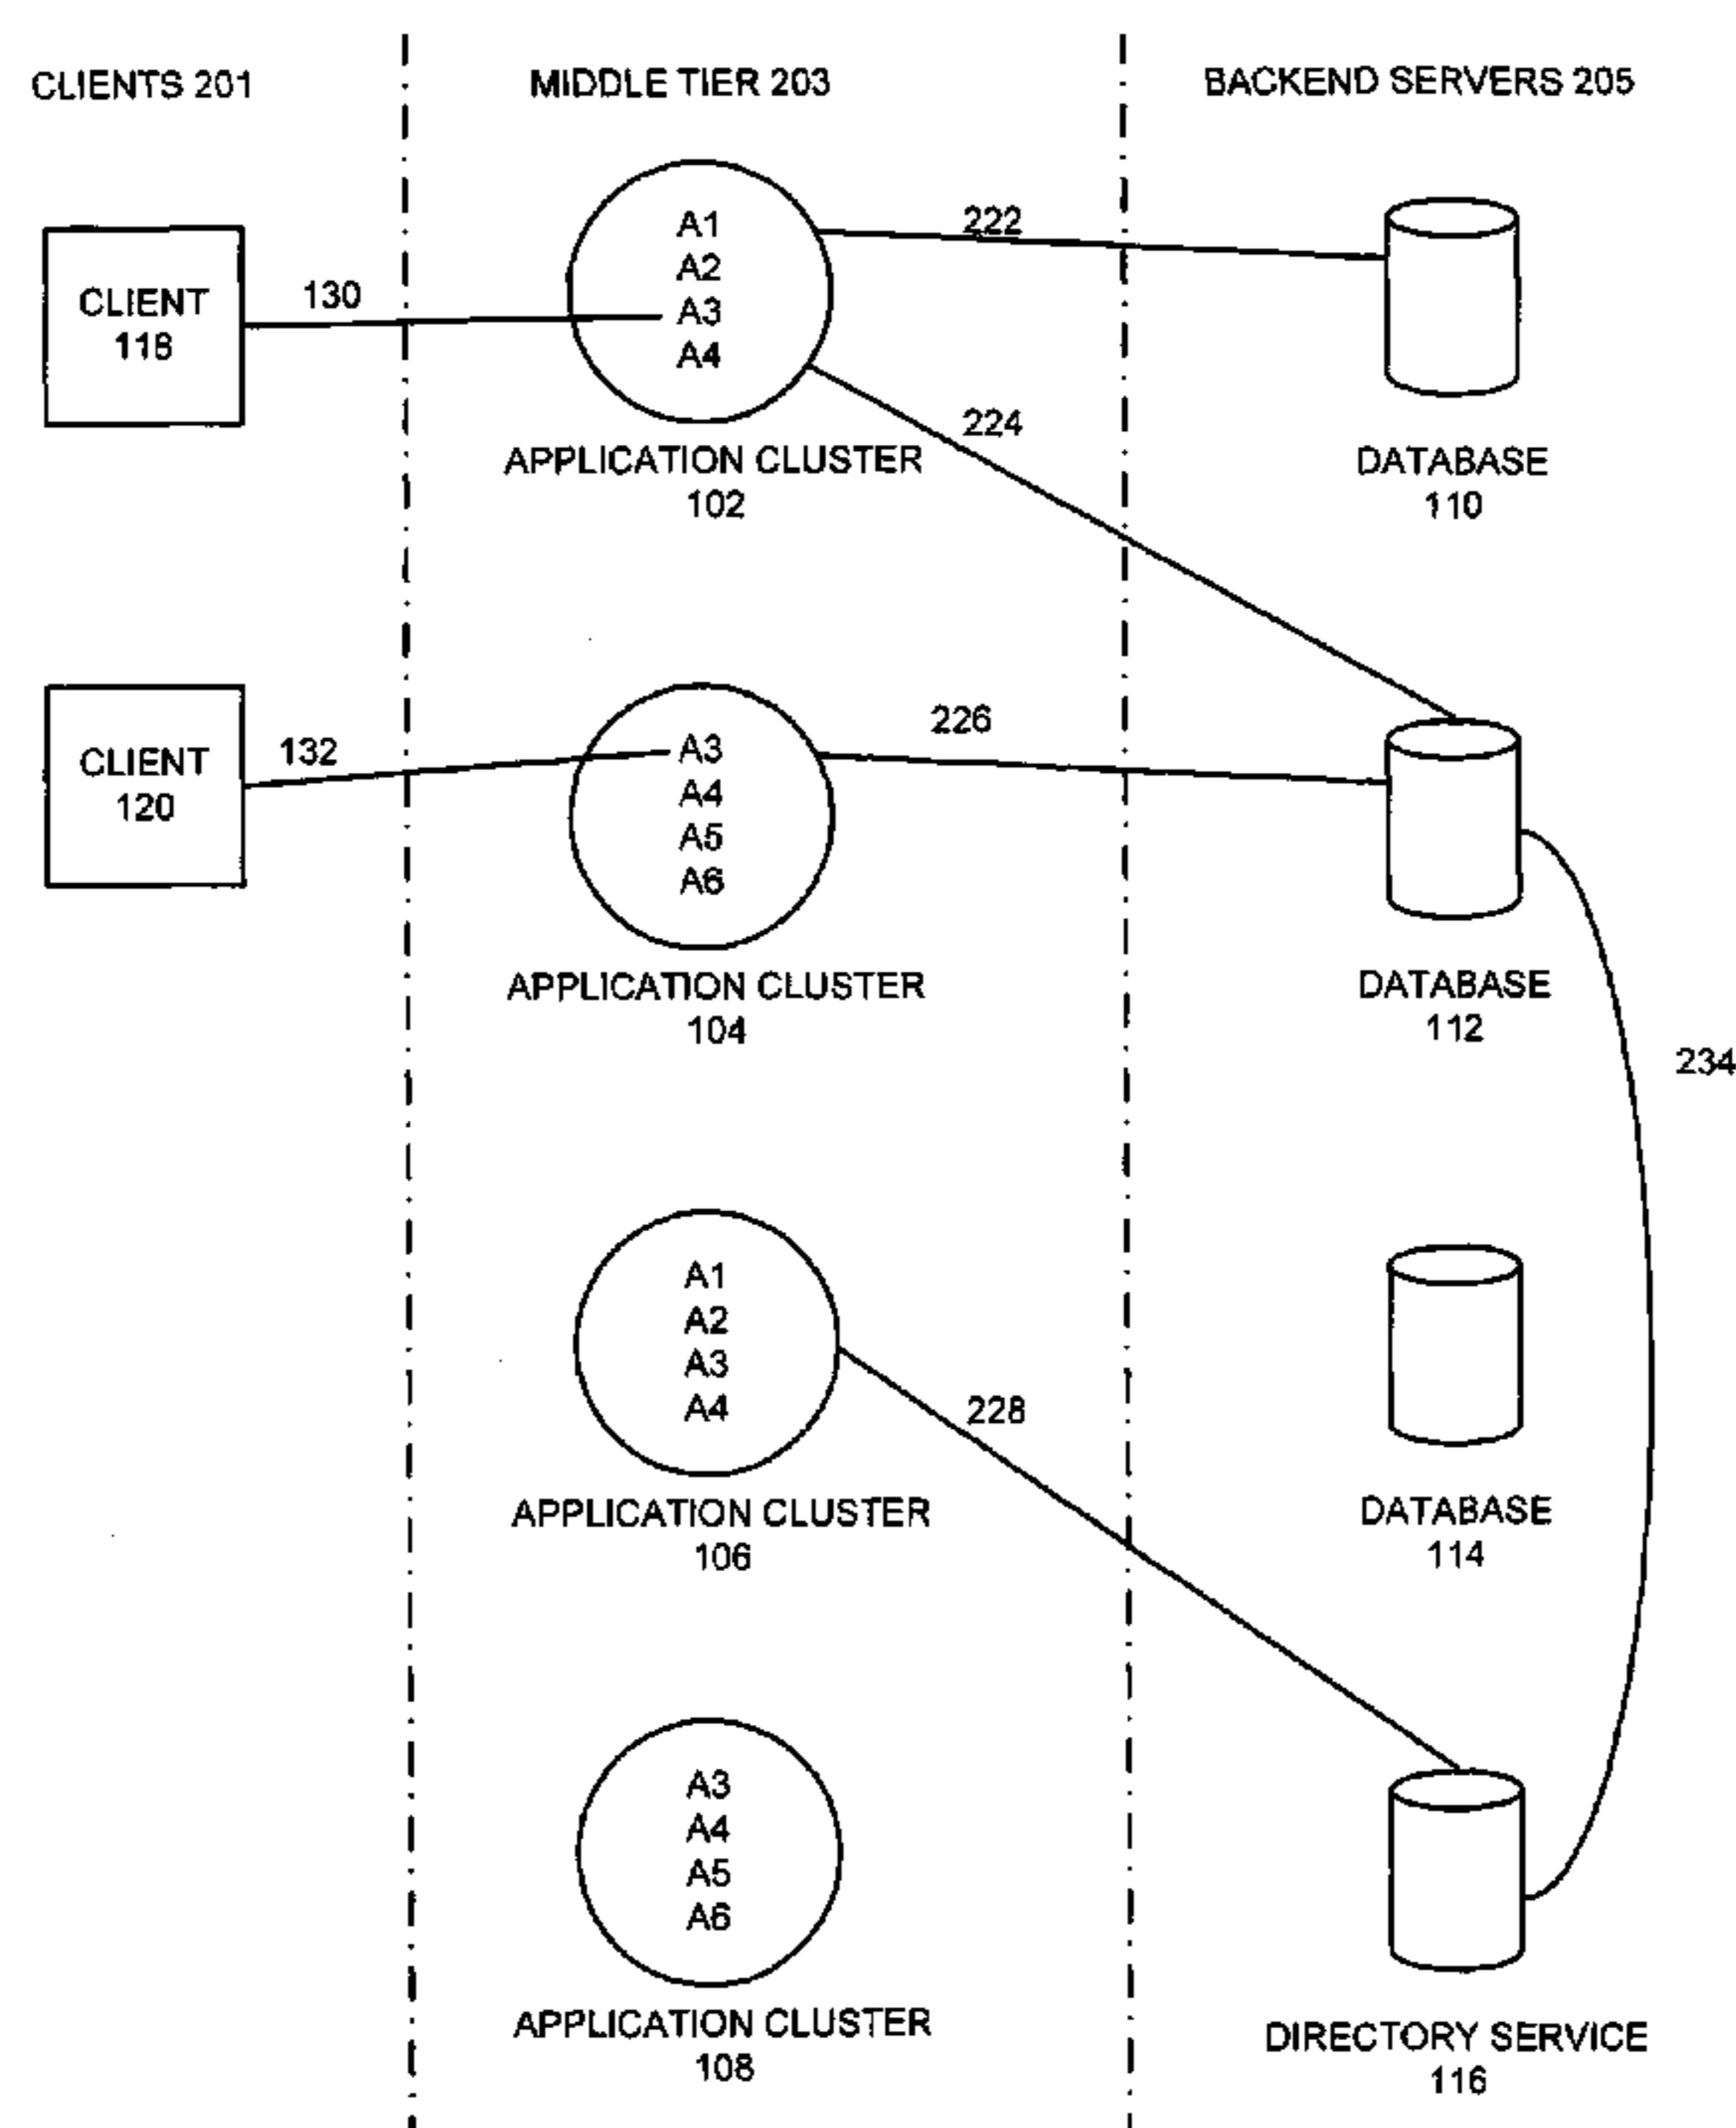 CLIENTS 201
MIDDLE TIER 203
BACKEND SERVERS 205
CLIENT
118
130
A1
A2
A3
A4
222
224
APPLICATION CLUSTER
102
DATABASE
110
CLIENT
120
132
A3
A4
A5
A6
226
APPLICATION CLUSTER
104
DATABASE
112
234
A1
A2
A3
A4
228
APPLICATION CLUSTER
106
DATABASE
114
A3
A4
A5
A6
APPLICATION CLUSTER
108
DIRECTORY SERVICE
116